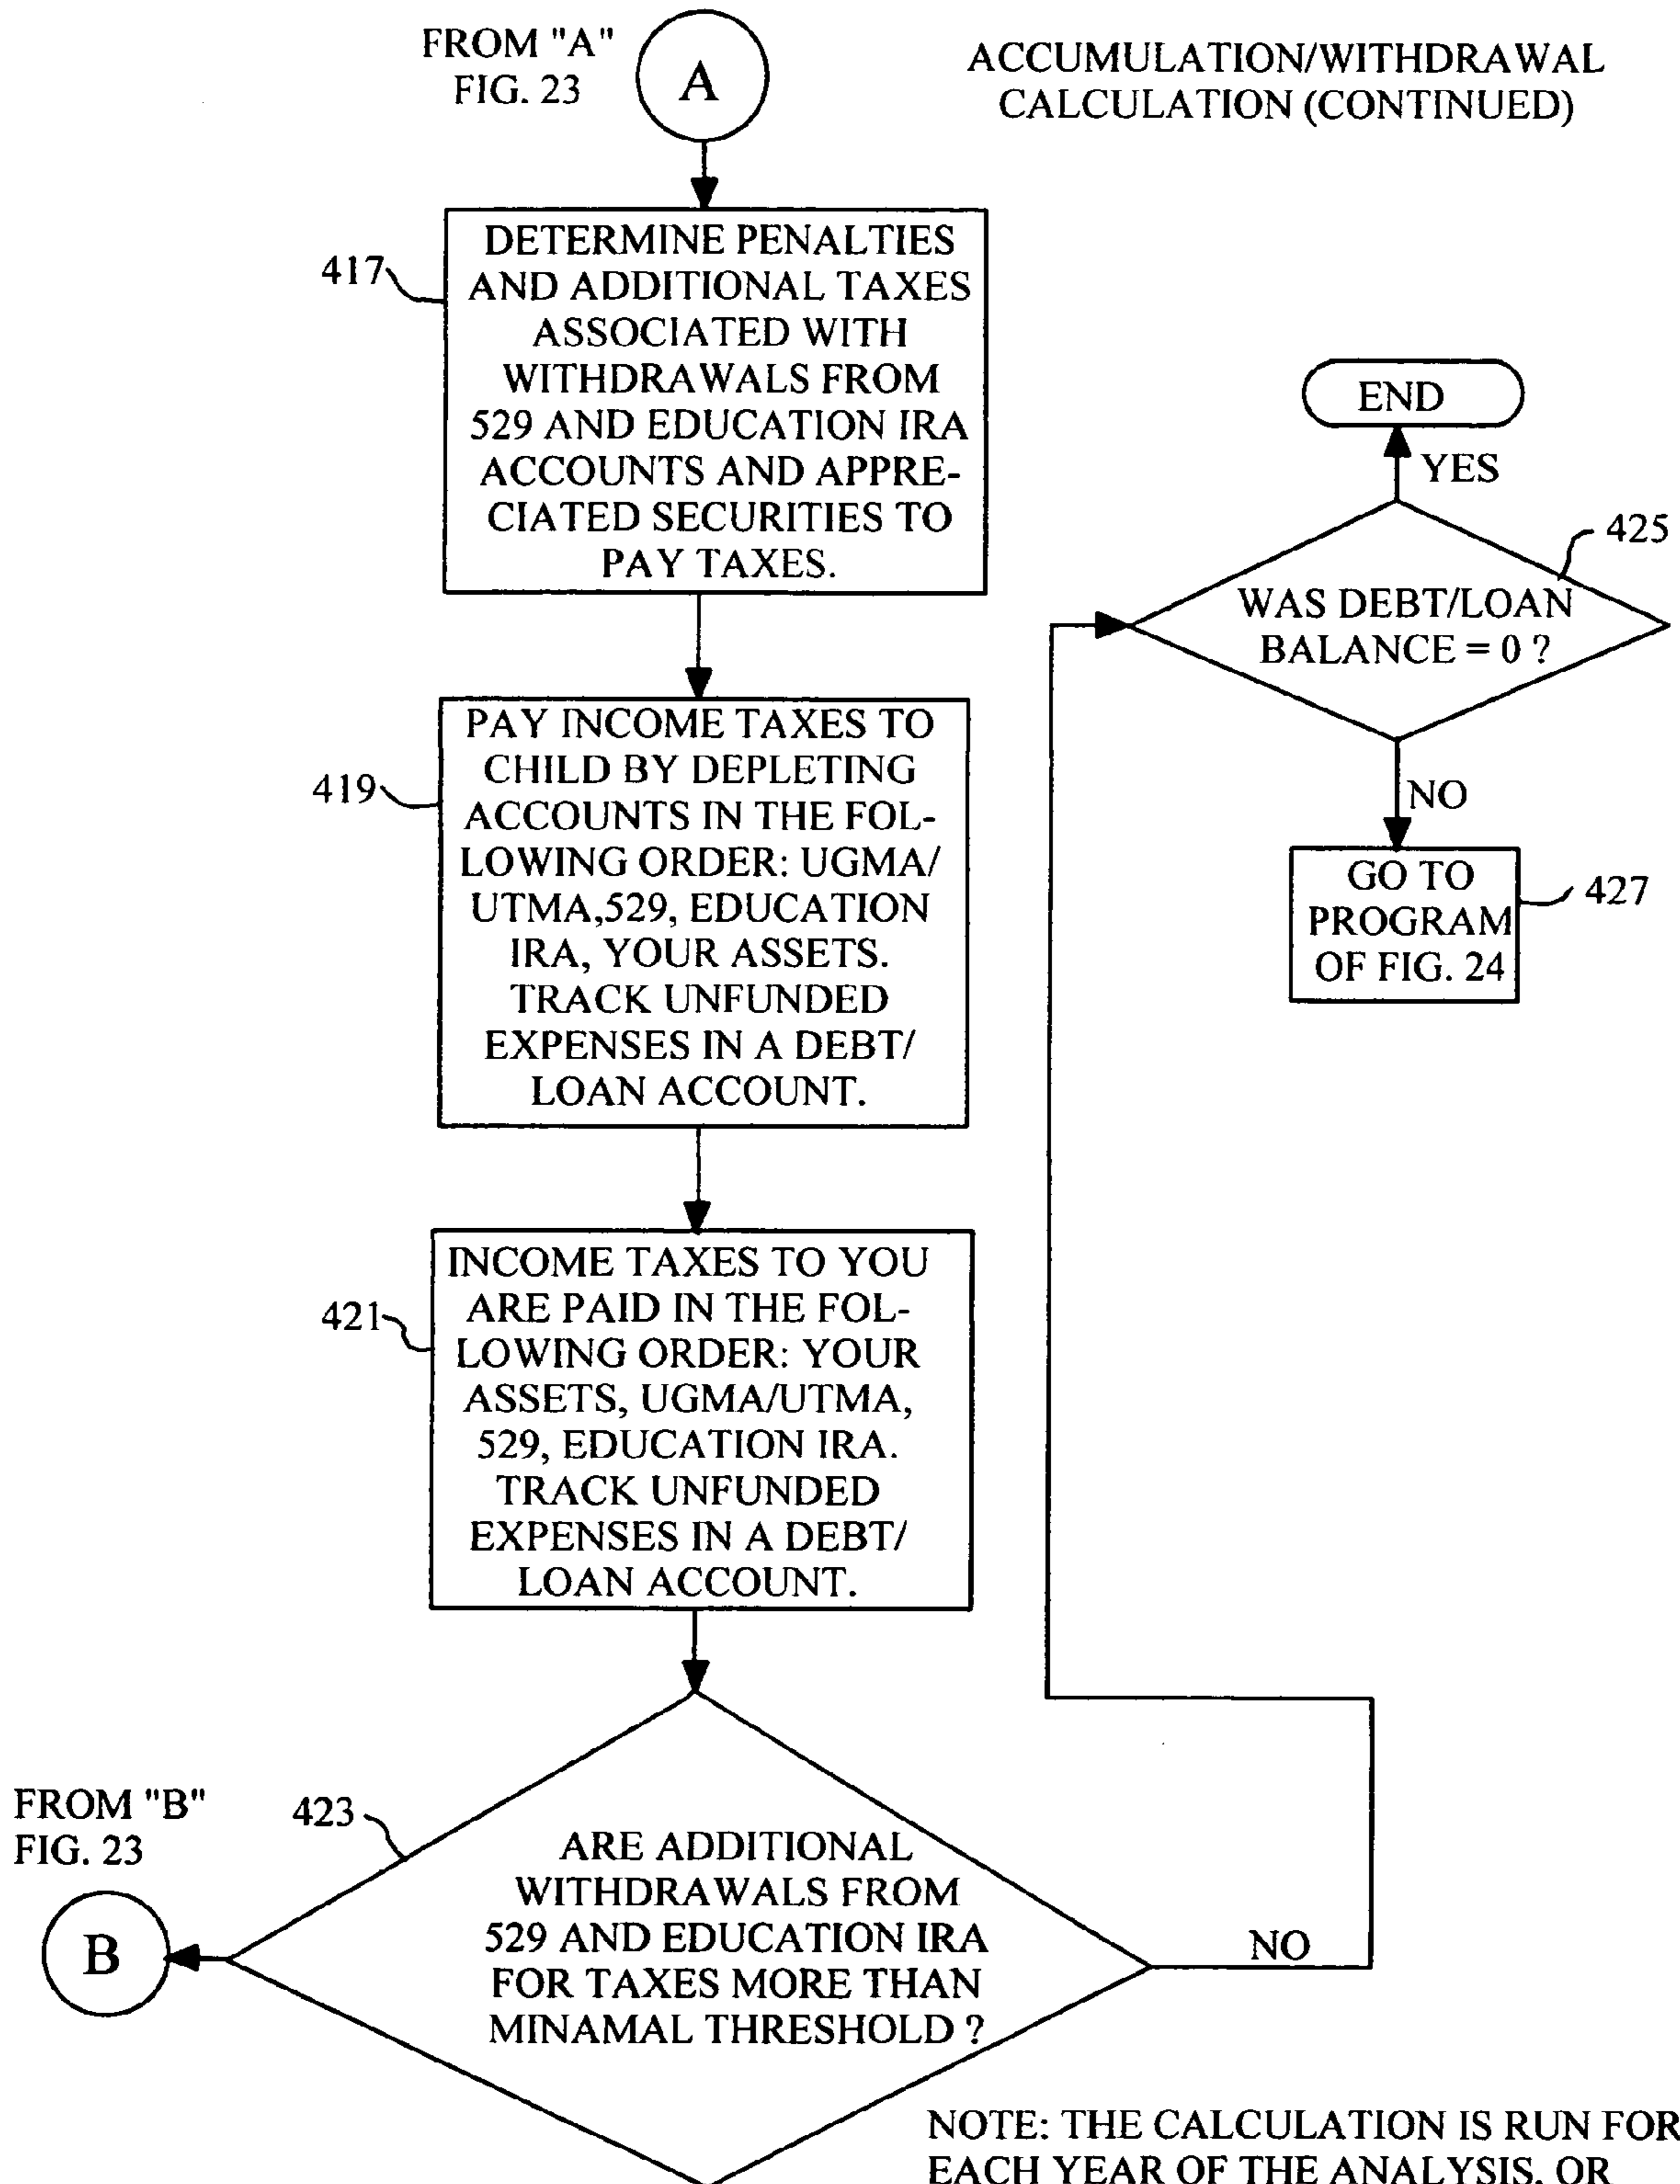 FROM "A"
FIG. 23
A
ACCUMULATION/WITHDRAWAL
CALCULATION (CONTINUED)
417
DETERMINE PENALTIES
AND ADDITIONAL TAXES
ASSOCIATED WITH
WITHDRAWALS FROM
529 AND EDUCATION IRA
ACCOUNTS AND APPRE-
CIATED SECURITIES TO
PAY TAXES.
419
PAY INCOME TAXES TO
CHILD BY DEPLETING
ACCOUNTS IN THE FOL-
LOWING ORDER: UGMA/
UTMA,529, EDUCATION
IRA, YOUR ASSETS.
TRACK UNFUNDED
EXPENSES IN A DEBT/
LOAN ACCOUNT.
421
INCOME TAXES TO YOU
ARE PAID IN THE FOL-
LOWING ORDER: YOUR
ASSETS, UGMA/UTMA,
529, EDUCATION IRA.
TRACK UNFUNDED
EXPENSES IN A DEBT/
LOAN ACCOUNT.
FROM "B"
FIG. 23
B
423
ARE ADDITIONAL
WITHDRAWALS FROM
529 AND EDUCATION IRA
FOR TAXES MORE THAN
MINAMAL THRESHOLD ?
NO
END
YES
425
WAS DEBT/LOAN
BALANCE = 0 ?
NO
GO TO
PROGRAM
OF FIG. 24
427
NOTE: THE CALCULATION IS RUN FOR
EACH YEAR OF THE ANALYSIS, OR